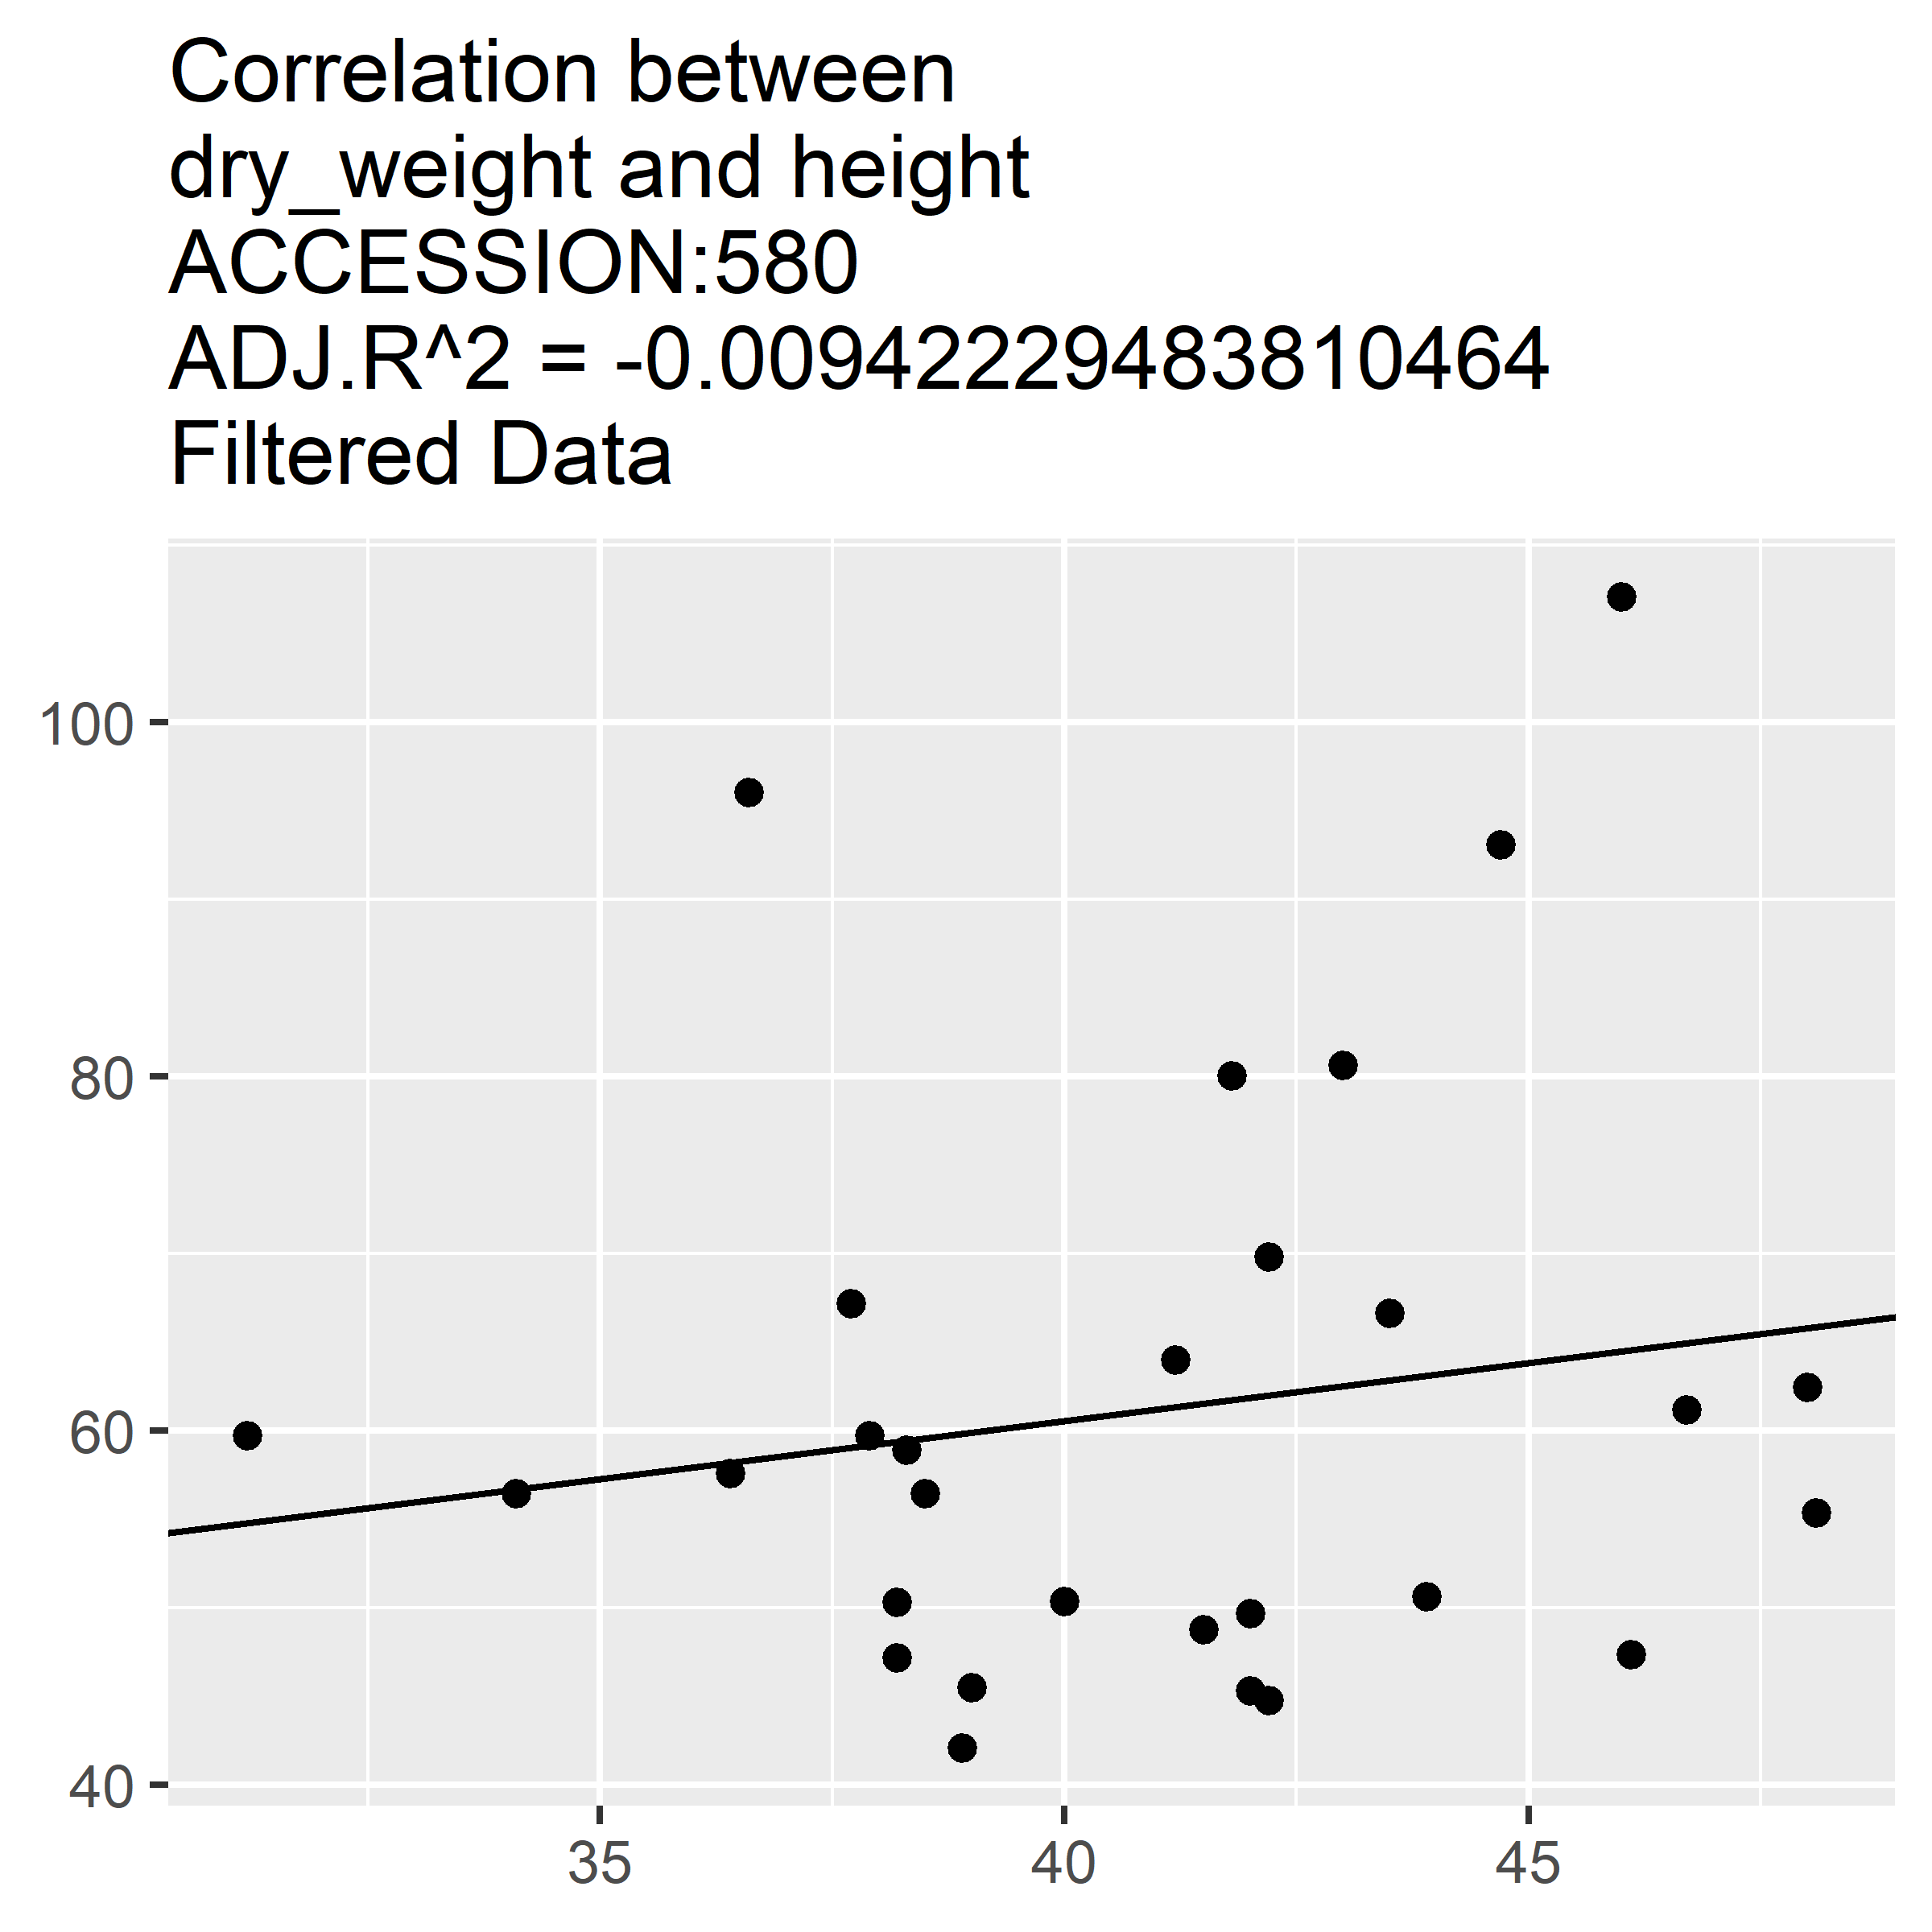 Correlation between
dry_weight and height
ACCESSION:580
ADJ.R^2 = -0.00942229483810464
Filtered Data
100
80
60
40
35 40 45